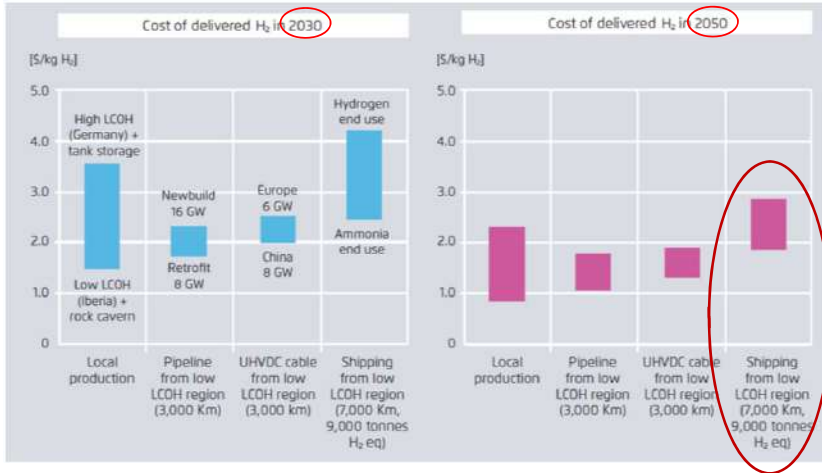 Cost of delivered H₂ in 2030
[$/kg H₂]
5.0
4.0
3.0
2.0
1.0
0
High LCOH
(Germany) +
tank storage
Low LCOH
(Iberia) +
rock cavern
Newbuild
16 GW
Retrofit
8 GW
Europe
6 GW
China
8 GW
Hydrogen
end use
Ammonia
end use
Local
production
Pipeline
from low
LCOH region
(3,000 Km)
UHVDC cable
from low
LCOH region
(3,000 km)
Shipping
from low
LCOH region
(7,000 Km,
9,000 tonnes
H₂ eq)
Cost of delivered H₂ in 2050
[$/kg H₂]
5.0
4.0
3.0
2.0
1.0
0
Local
production
Pipeline
from low
LCOH region
(3,000 Km)
UHVDC cable
from low
LCOH region
(3,000 km)
Shipping
from low
LCOH region
(7,000 Km,
9,000 tonnes
H₂ eq)